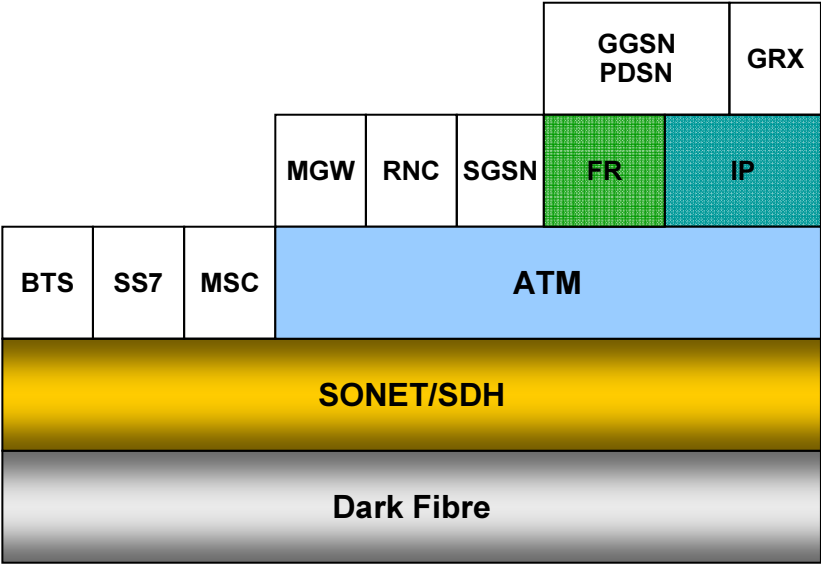 GGSN
PDSN
GRX
MGW
RNC
SGSN
FR
IP
BTS
SS7
MSC
ATM
SONET/SDH
Dark Fibre